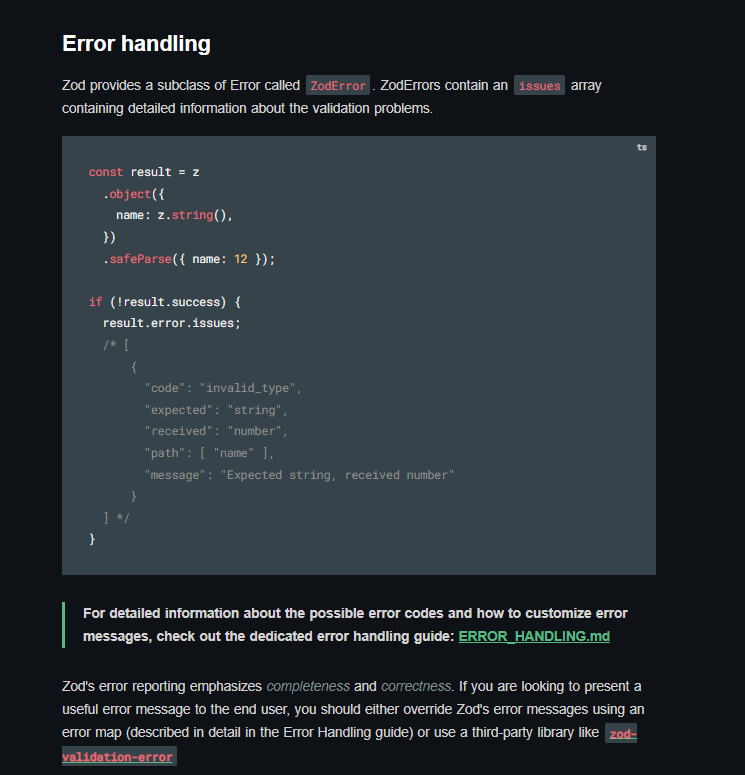 Error handling
Zod provides a subclass of Error called ZodError. ZodErrors contain an issues array
containing detailed information about the validation problems.
ts
const result = z
  .object({
    name: z.string(),
  })
  .safeParse({ name: 12 });

if (!result.success) {
  result.error.issues;
  /* [
      {
        "code": "invalid_type",
        "expected": "string",
        "received": "number",
        "path": [ "name" ],
        "message": "Expected string, received number"
      }
  ] */
}
For detailed information about the possible error codes and how to customize error
messages, check out the dedicated error handling guide: ERROR_HANDLING.md
Zod's error reporting emphasizes completeness and correctness. If you are looking to present a
useful error message to the end user, you should either override Zod's error messages using an
error map (described in detail in the Error Handling guide) or use a third-party library like zod-
validation-error